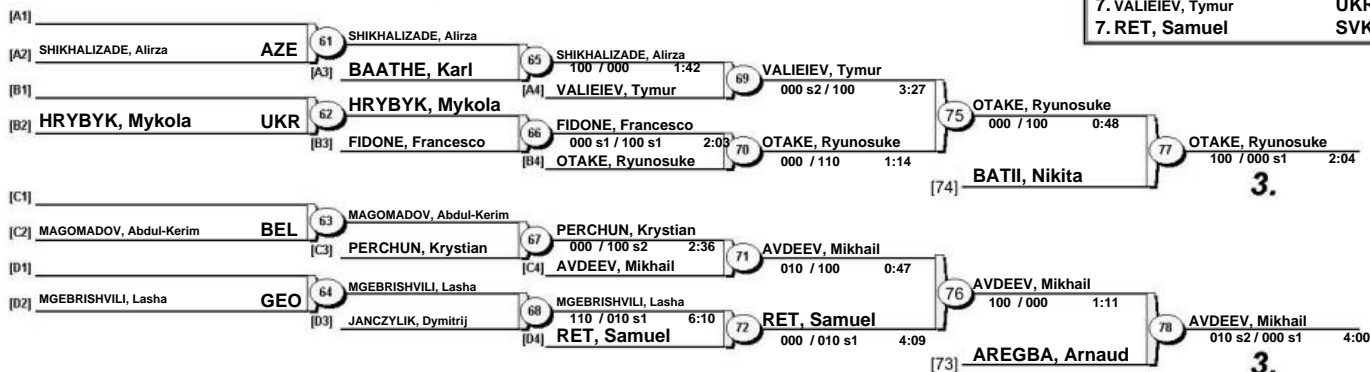 7. VALIEIEV, Tymur UKR
7. RET, Samuel SVK
[A1]
[A2] SHIKHALIZADE, Alirza AZE
61
SHIKHALIZADE, Alirza
[A3] BAATHE, Karl
65
SHIKHALIZADE, Alirza
100 / 000 1:42
[A4] VALIEIEV, Tymur
69
VALIEIEV, Tymur
000 s2 / 100 3:27
[B1]
[B2] HRYBYK, Mykola UKR
62
HRYBYK, Mykola
[B3] FIDONE, Francesco
66
FIDONE, Francesco
000 s1 / 100 s1 2:03
[B4] OTAKE, Ryunosuke
70
OTAKE, Ryunosuke
000 / 110 1:14
75
OTAKE, Ryunosuke
000 / 100 0:48
[74] BATII, Nikita
77
OTAKE, Ryunosuke
100 / 000 s1 2:04
3.
[C1]
[C2] MAGOMADOV, Abdul-Kerim BEL
63
MAGOMADOV, Abdul-Kerim
[C3] PERCHUN, Krystian
67
PERCHUN, Krystian
000 / 100 s2 2:36
[C4] AVDEEV, Mikhail
71
AVDEEV, Mikhail
010 / 100 0:47
[D1]
[D2] MGEBRISHVILI, Lasha GEO
64
MGEBRISHVILI, Lasha
[D3] JANCZYLIK, Dymitrij
68
MGEBRISHVILI, Lasha
110 / 010 s1 6:10
[D4] RET, Samuel
72
RET, Samuel
000 / 010 s1 4:09
76
AVDEEV, Mikhail
100 / 000 1:11
[73] AREGBA, Arnaud
78
AVDEEV, Mikhail
010 s2 / 000 s1 4:00
3.